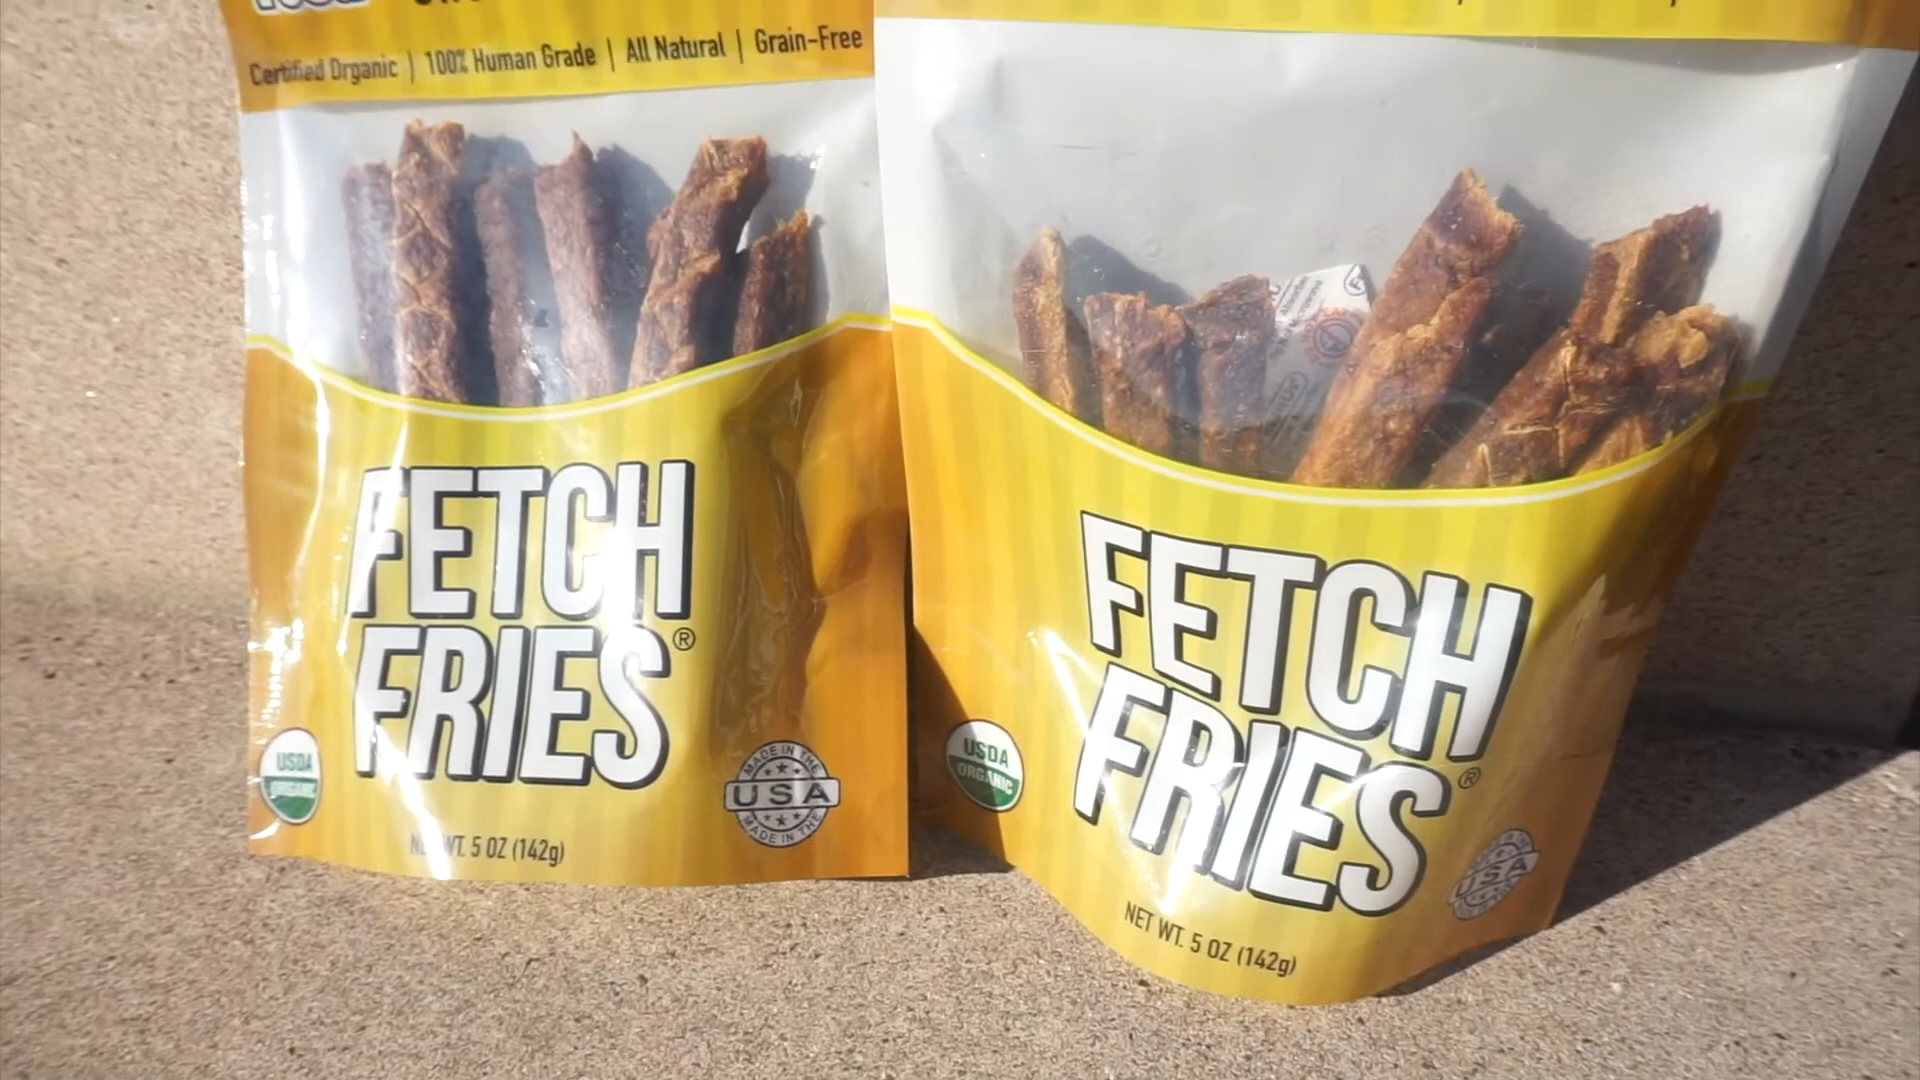 Certified Organic | 100% Human Grade | All Natural | Grain-Free
FETCH
FRIES®
USDA
ORGANIC
MADE IN THE
USA
MADE IN THE
NET WT. 5 OZ (142g)
FETCH
FRIES®
USDA
ORGANIC
USA
NET WT. 5 OZ (142g)